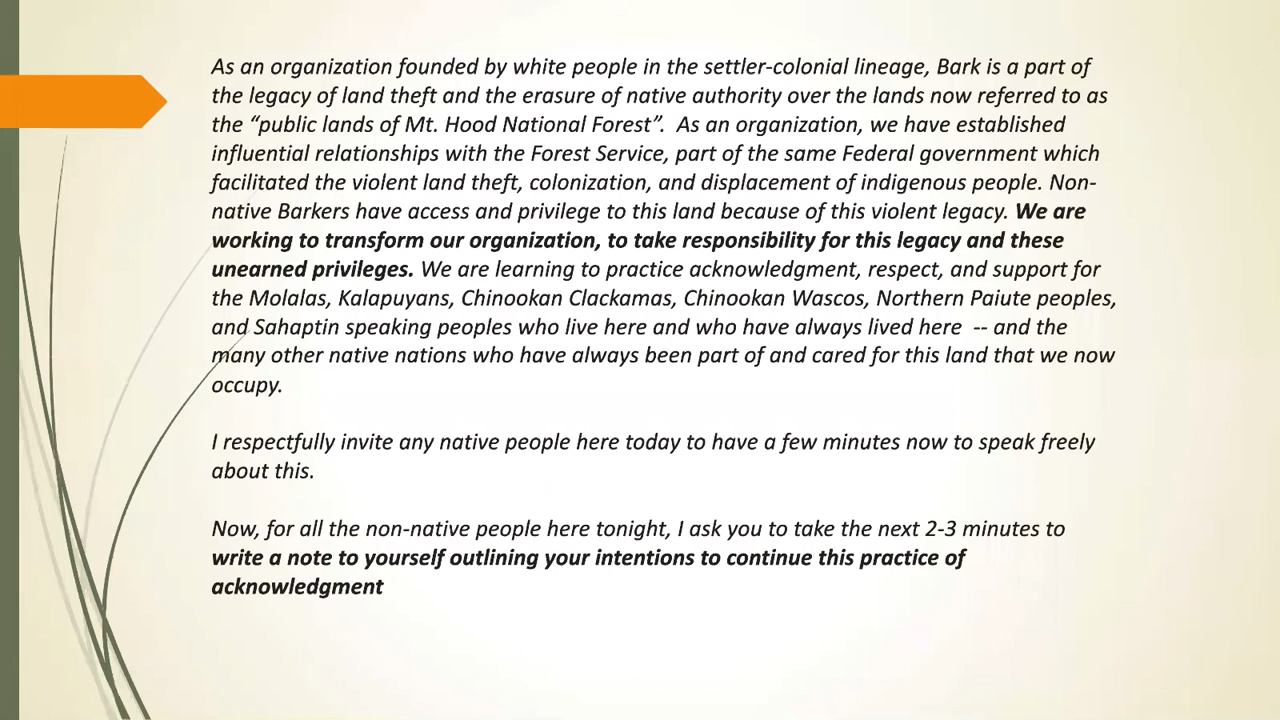 As an organization founded by white people in the settler-colonial lineage, Bark is a part of
the legacy of land theft and the erasure of native authority over the lands now referred to as
the “public lands of Mt. Hood National Forest”.  As an organization, we have established
influential relationships with the Forest Service, part of the same Federal government which
facilitated the violent land theft, colonization, and displacement of indigenous people. Non-
native Barkers have access and privilege to this land because of this violent legacy. We are
working to transform our organization, to take responsibility for this legacy and these
unearned privileges. We are learning to practice acknowledgment, respect, and support for
the Molalas, Kalapuyans, Chinookan Clackamas, Chinookan Wascos, Northern Paiute peoples,
and Sahaptin speaking peoples who live here and who have always lived here  -- and the
many other native nations who have always been part of and cared for this land that we now
occupy.
I respectfully invite any native people here today to have a few minutes now to speak freely
about this.
Now, for all the non-native people here tonight, I ask you to take the next 2-3 minutes to
write a note to yourself outlining your intentions to continue this practice of
acknowledgment